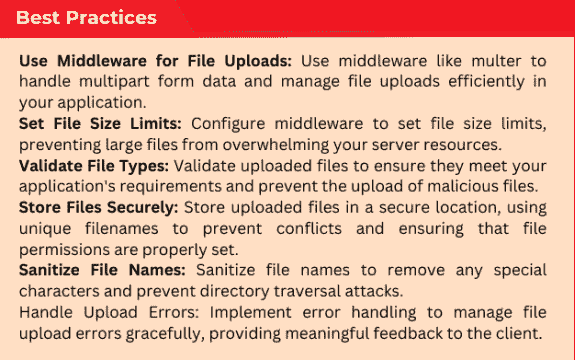 Best Practices
Use Middleware for File Uploads: Use middleware like multer to
handle multipart form data and manage file uploads efficiently in
your application.
Set File Size Limits: Configure middleware to set file size limits,
preventing large files from overwhelming your server resources.
Validate File Types: Validate uploaded files to ensure they meet your
application's requirements and prevent the upload of malicious files.
Store Files Securely: Store uploaded files in a secure location, using
unique filenames to prevent conflicts and ensuring that file
permissions are properly set.
Sanitize File Names: Sanitize file names to remove any special
characters and prevent directory traversal attacks.
Handle Upload Errors: Implement error handling to manage file
upload errors gracefully, providing meaningful feedback to the client.